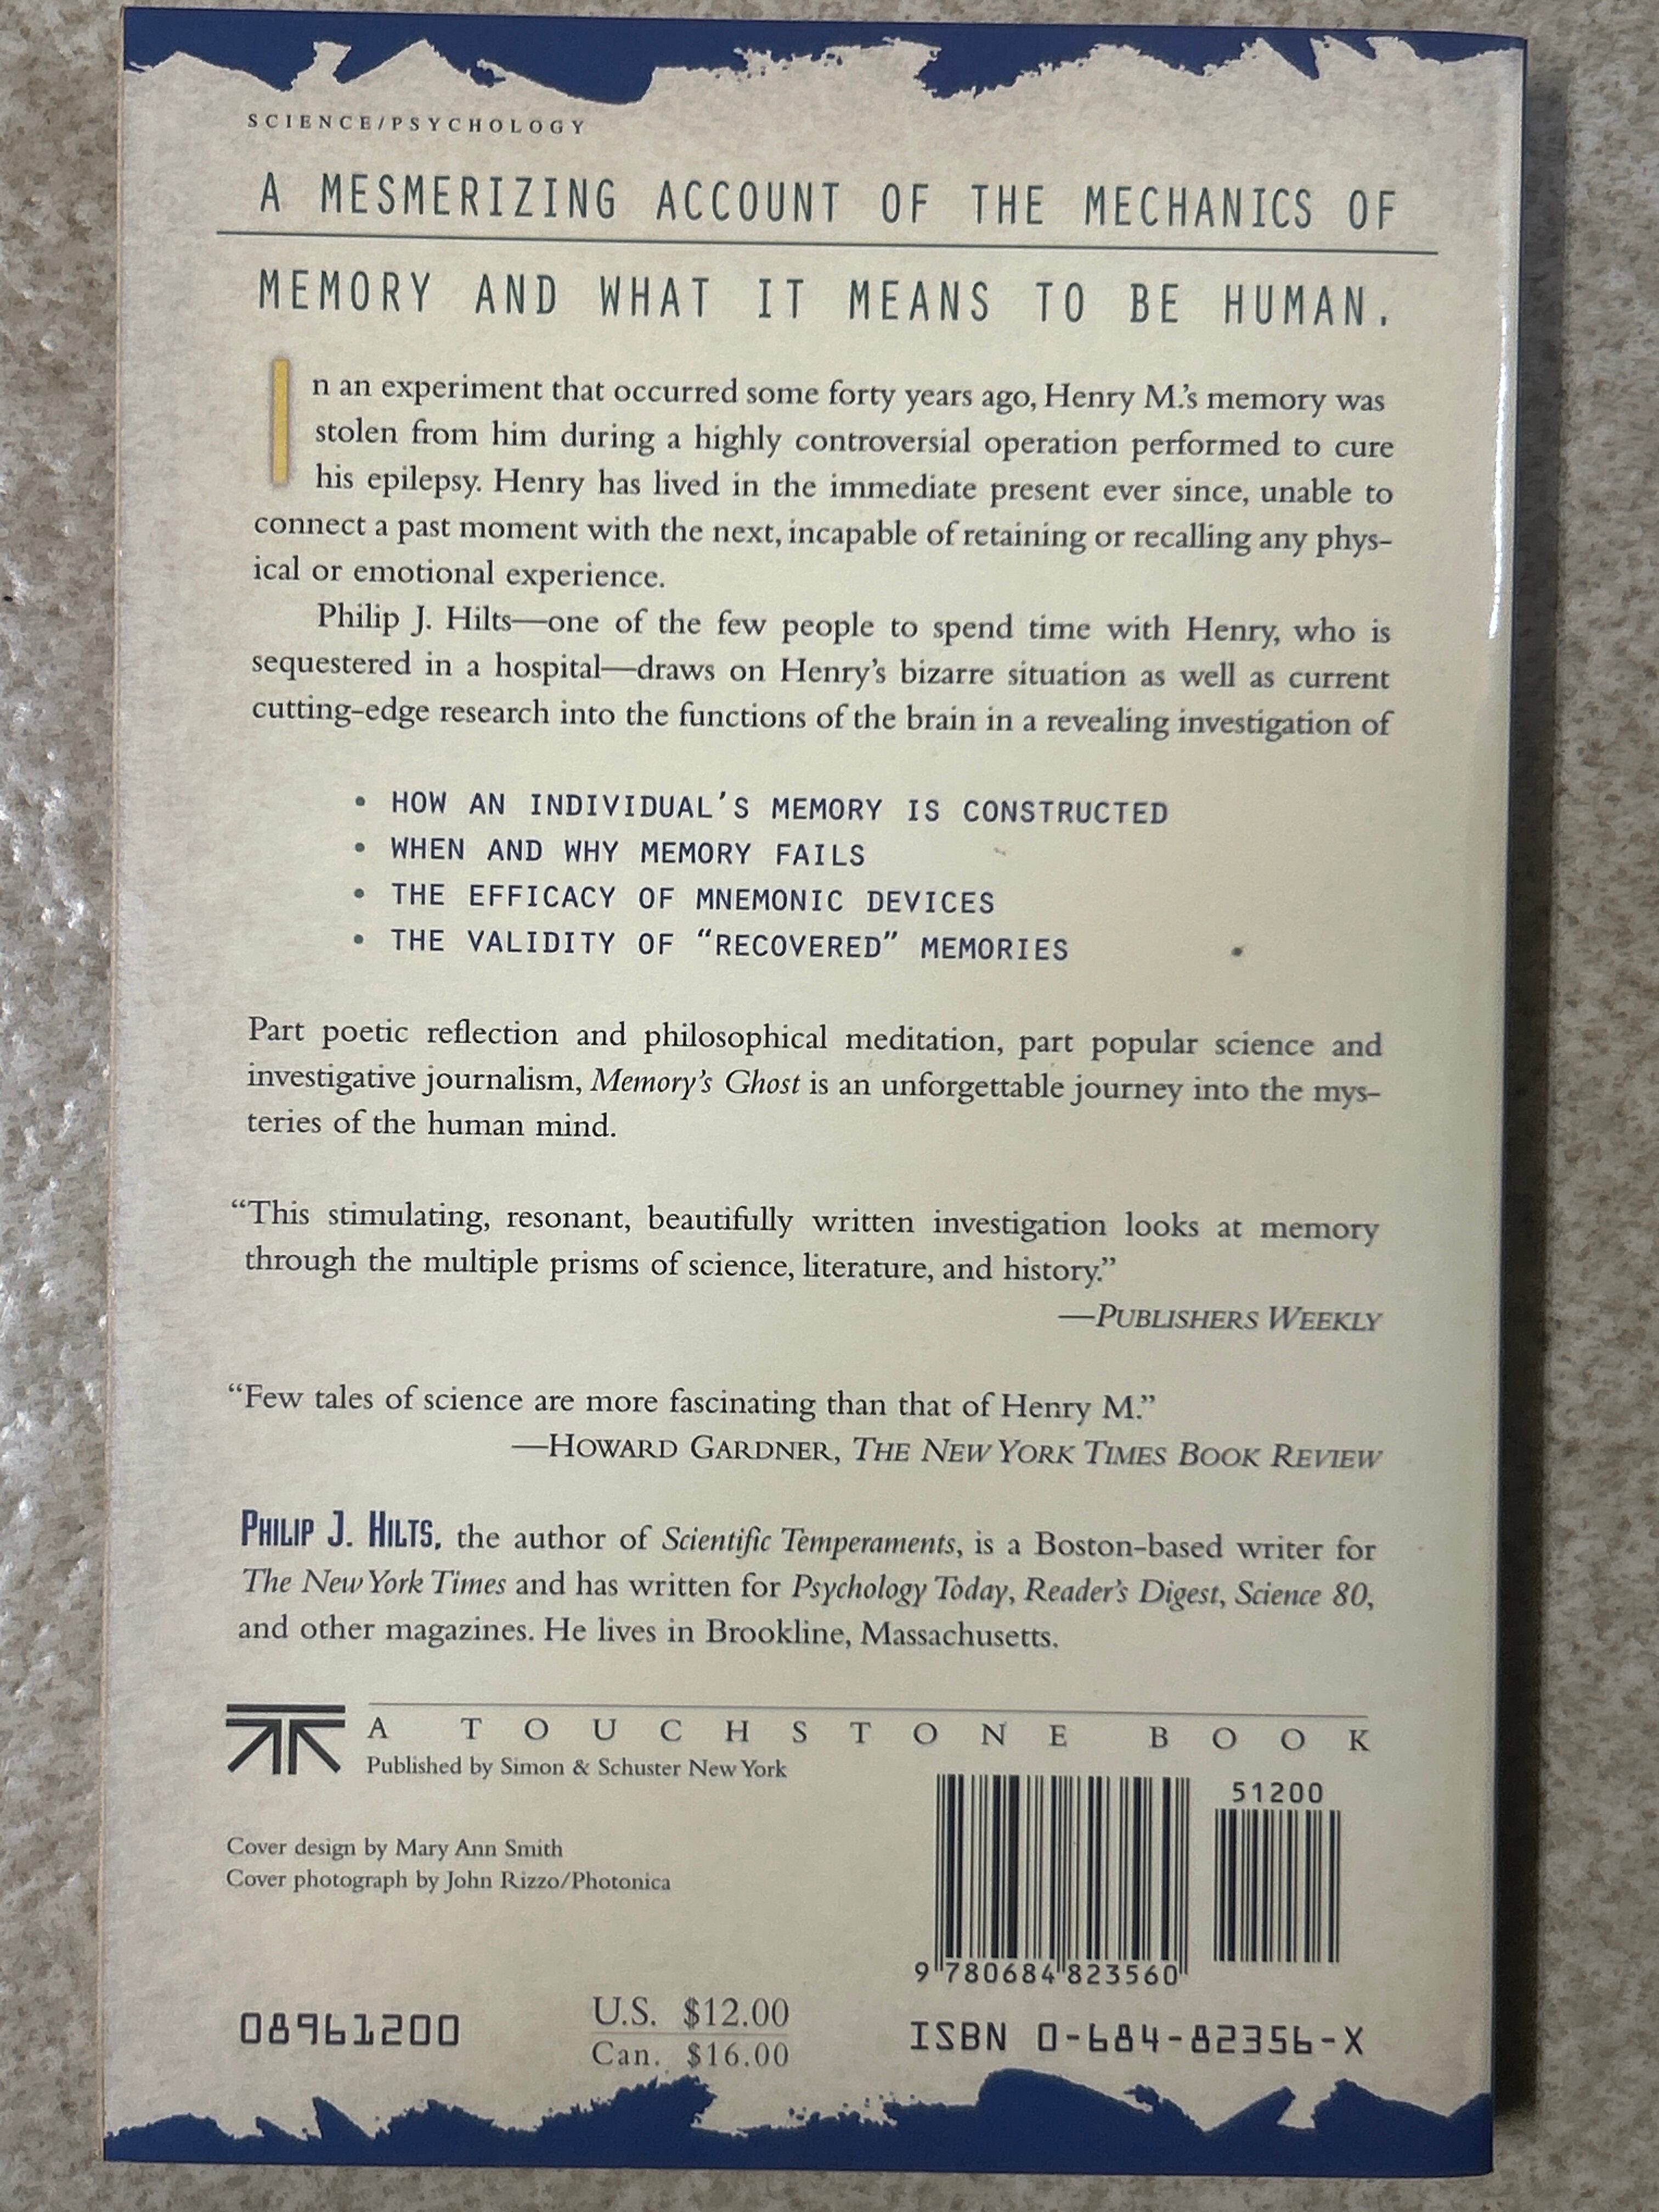 SCIENCE/PSYCHOLOGY
A MESMERIZING ACCOUNT OF THE MECHANICS OF
MEMORY AND WHAT IT MEANS TO BE HUMAN.
In an experiment that occurred some forty years ago, Henry M.'s memory was
stolen from him during a highly controversial operation performed to cure
his epilepsy. Henry has lived in the immediate present ever since, unable to
connect a past moment with the next, incapable of retaining or recalling any phys-
ical or emotional experience.
Philip J. Hilts—one of the few people to spend time with Henry, who is
sequestered in a hospital—draws on Henry's bizarre situation as well as current
cutting-edge research into the functions of the brain in a revealing investigation of
• HOW AN INDIVIDUAL'S MEMORY IS CONSTRUCTED
• WHEN AND WHY MEMORY FAILS
• THE EFFICACY OF MNEMONIC DEVICES
• THE VALIDITY OF “RECOVERED” MEMORIES
Part poetic reflection and philosophical meditation, part popular science and
investigative journalism, Memory's Ghost is an unforgettable journey into the mys-
teries of the human mind.
“This stimulating, resonant, beautifully written investigation looks at memory
through the multiple prisms of science, literature, and history.”
—PUBLISHERS WEEKLY
“Few tales of science are more fascinating than that of Henry M.”
—HOWARD GARDNER, THE NEW YORK TIMES BOOK REVIEW
PHILIP J. HILTS, the author of Scientific Temperaments, is a Boston-based writer for
The New York Times and has written for Psychology Today, Reader's Digest, Science 80,
and other magazines. He lives in Brookline, Massachusetts.
A TOUCHSTONE BOOK
Published by Simon & Schuster New York
Cover design by Mary Ann Smith
Cover photograph by John Rizzo/Photonica
51200
9 780684 823560
08961200
U.S. $12.00
Can. $16.00
ISBN 0-684-82356-X